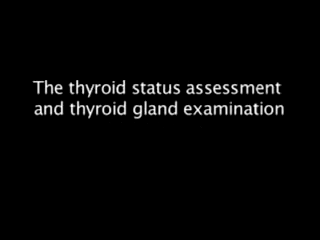 The thyroid status assessment
and thyroid gland examination